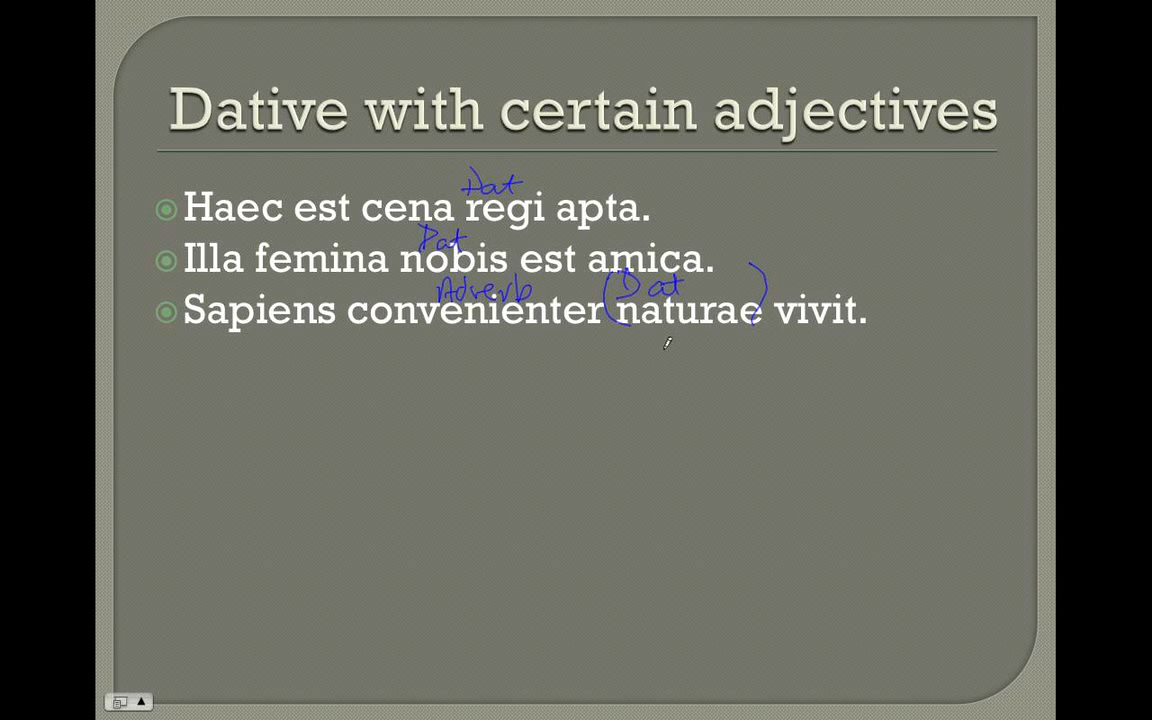 Dative with certain adjectives
Dat
Haec est cena regi apta.
Dat
Illa femina nobis est amica.
Adverb (Dat)
Sapiens convenienter naturae vivit.